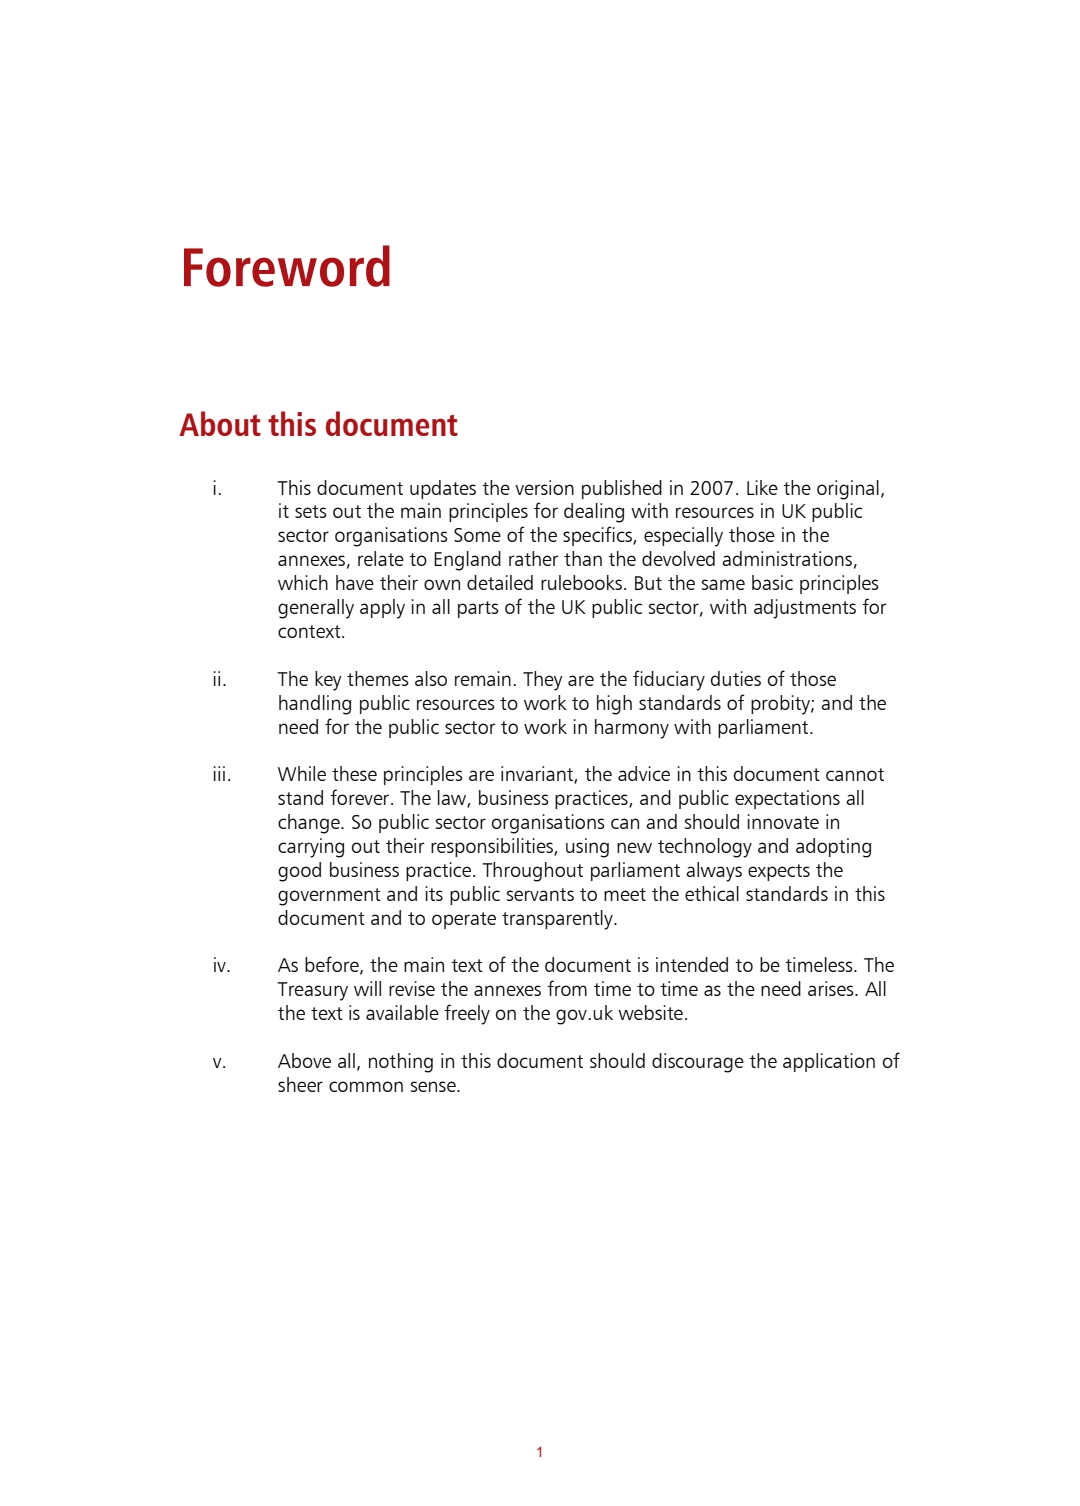 Foreword
About this document
i. This document updates the version published in 2007. Like the original,
it sets out the main principles for dealing with resources in UK public
sector organisations Some of the specifics, especially those in the
annexes, relate to England rather than the devolved administrations,
which have their own detailed rulebooks. But the same basic principles
generally apply in all parts of the UK public sector, with adjustments for
context.
ii. The key themes also remain. They are the fiduciary duties of those
handling public resources to work to high standards of probity; and the
need for the public sector to work in harmony with parliament.
iii. While these principles are invariant, the advice in this document cannot
stand forever. The law, business practices, and public expectations all
change. So public sector organisations can and should innovate in
carrying out their responsibilities, using new technology and adopting
good business practice. Throughout parliament always expects the
government and its public servants to meet the ethical standards in this
document and to operate transparently.
iv. As before, the main text of the document is intended to be timeless. The
Treasury will revise the annexes from time to time as the need arises. All
the text is available freely on the gov.uk website.
v. Above all, nothing in this document should discourage the application of
sheer common sense.
1